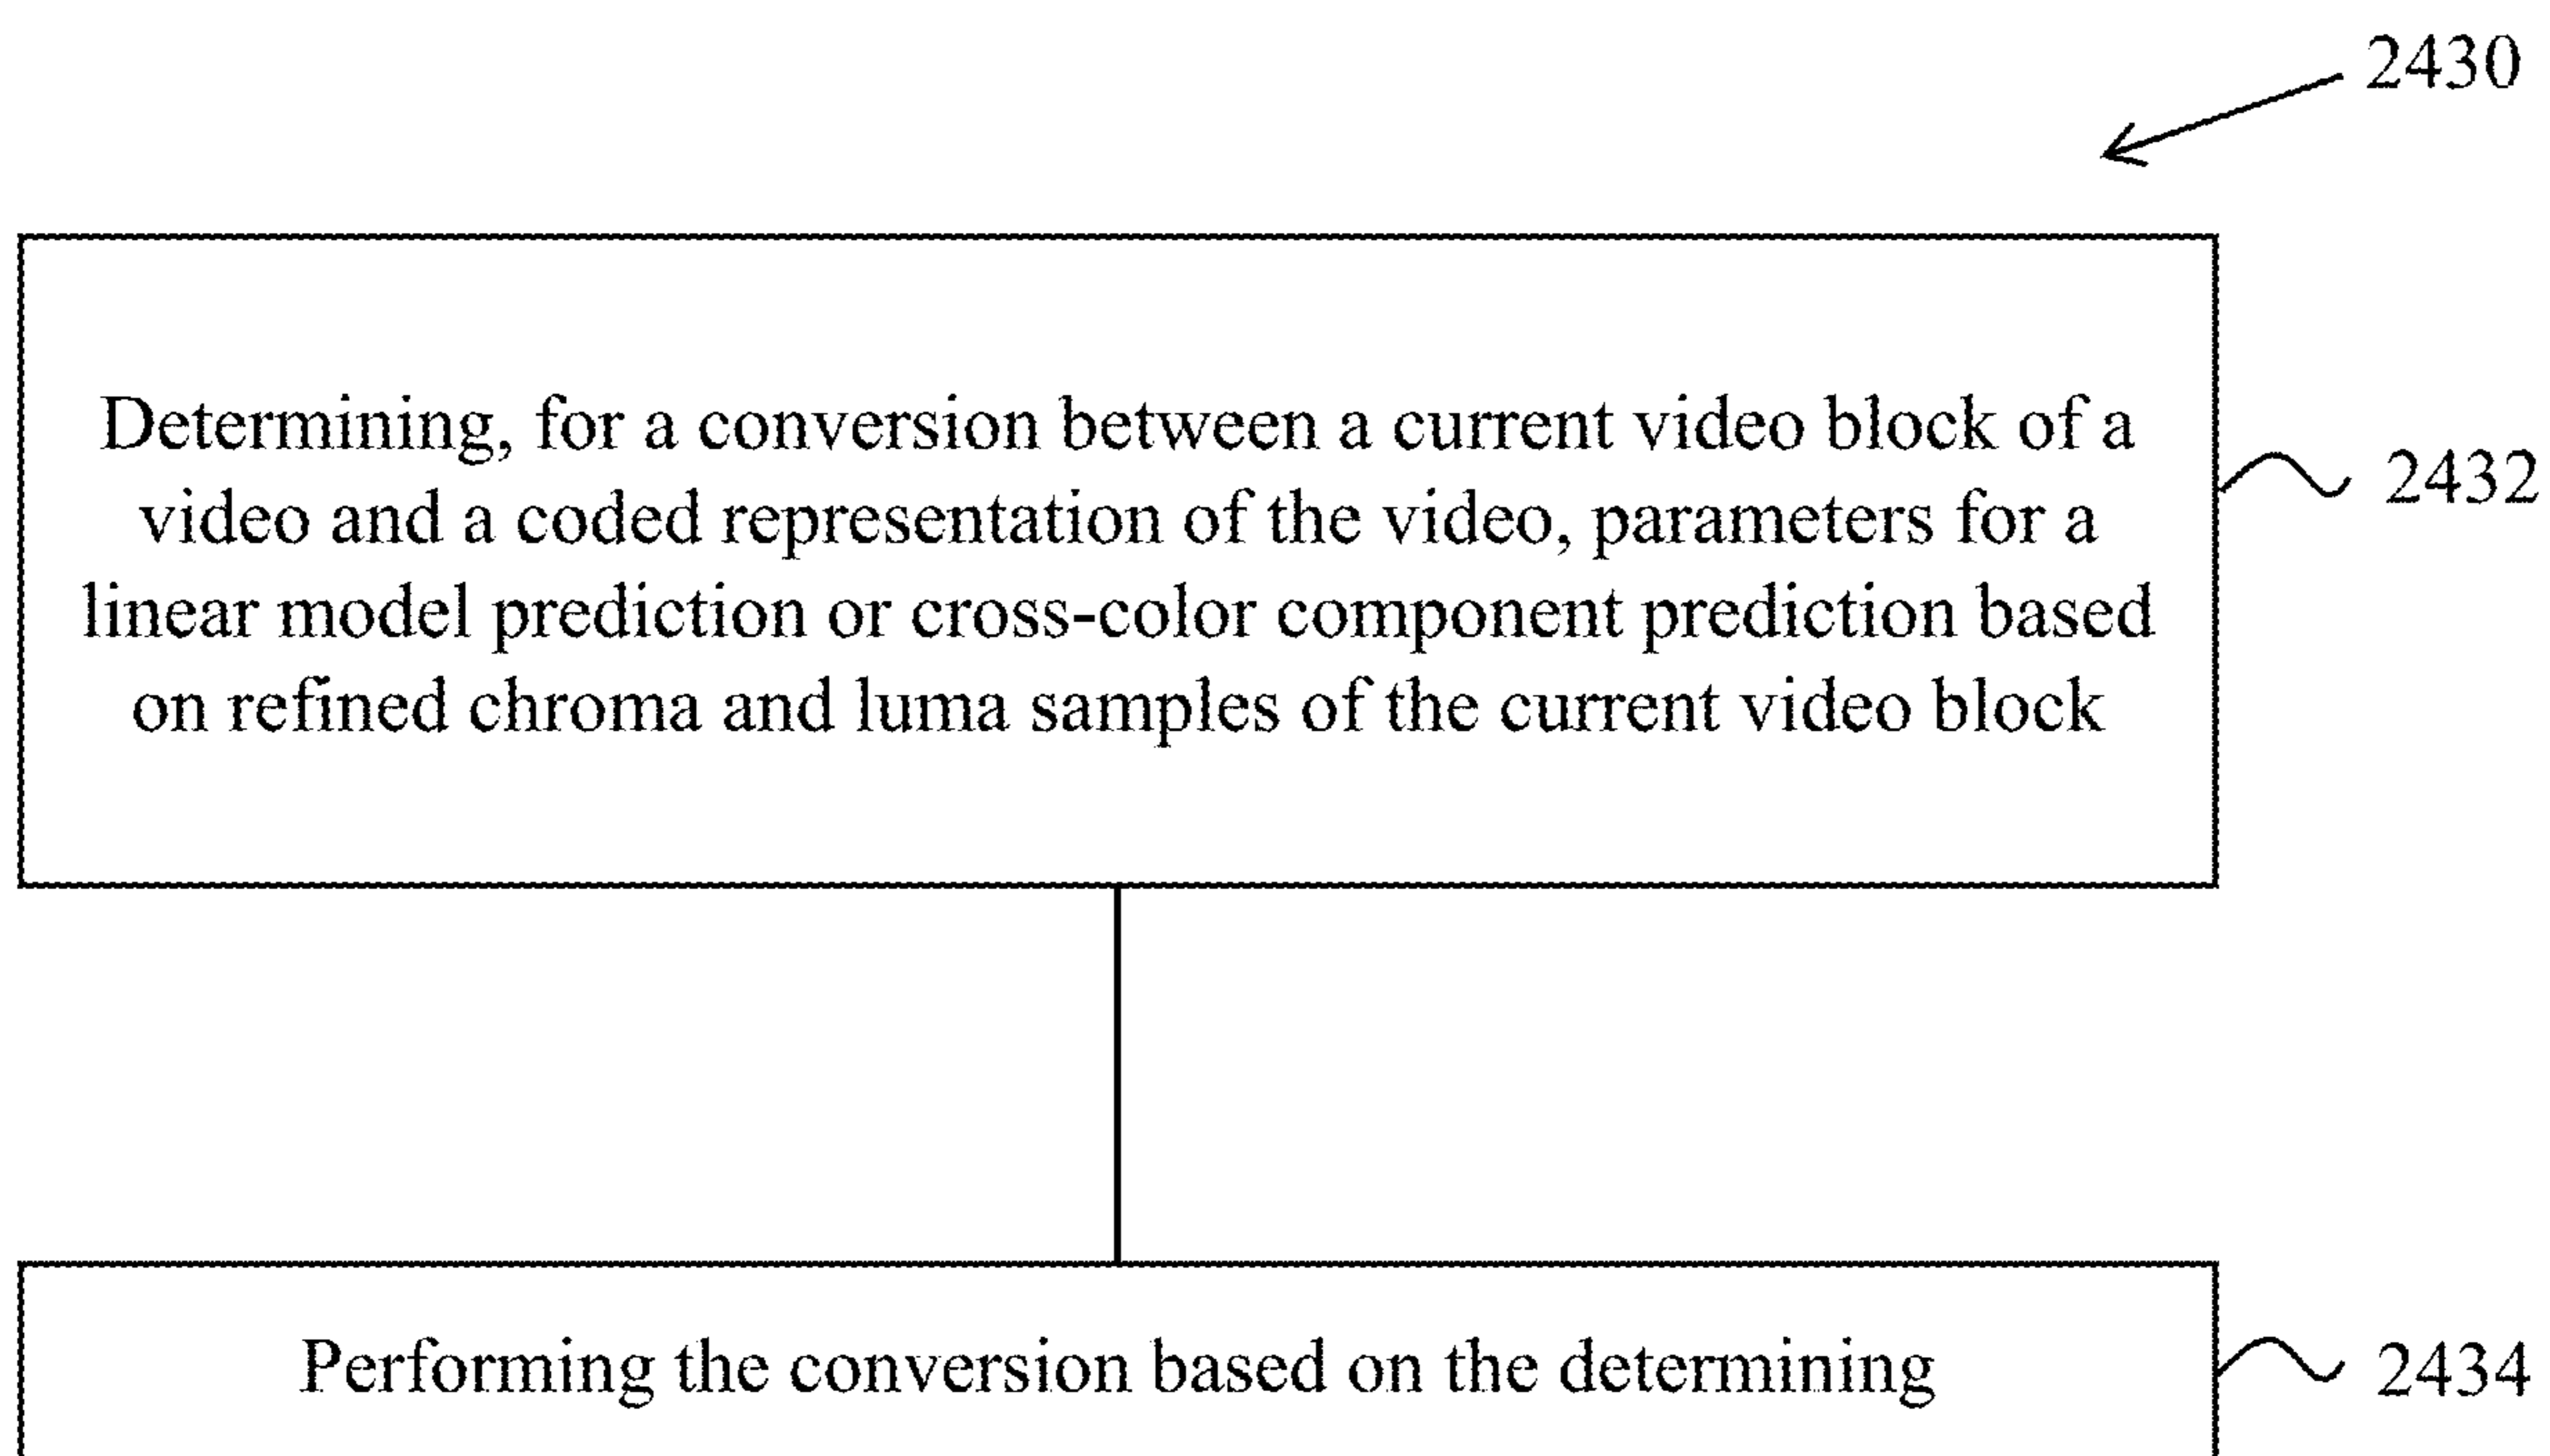 2430
Determining, for a conversion between a current video block of a
video and a coded representation of the video, parameters for a
linear model prediction or cross-color component prediction based
on refined chroma and luma samples of the current video block
2432
Performing the conversion based on the determining
2434